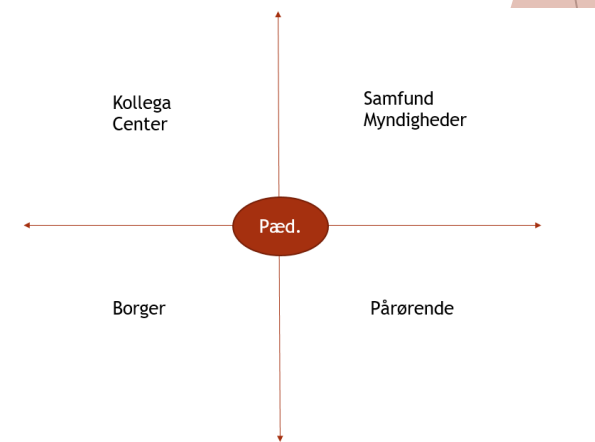 Kollega
Center
Samfund
Myndigheder
Pæd.
Borger
Pårørende